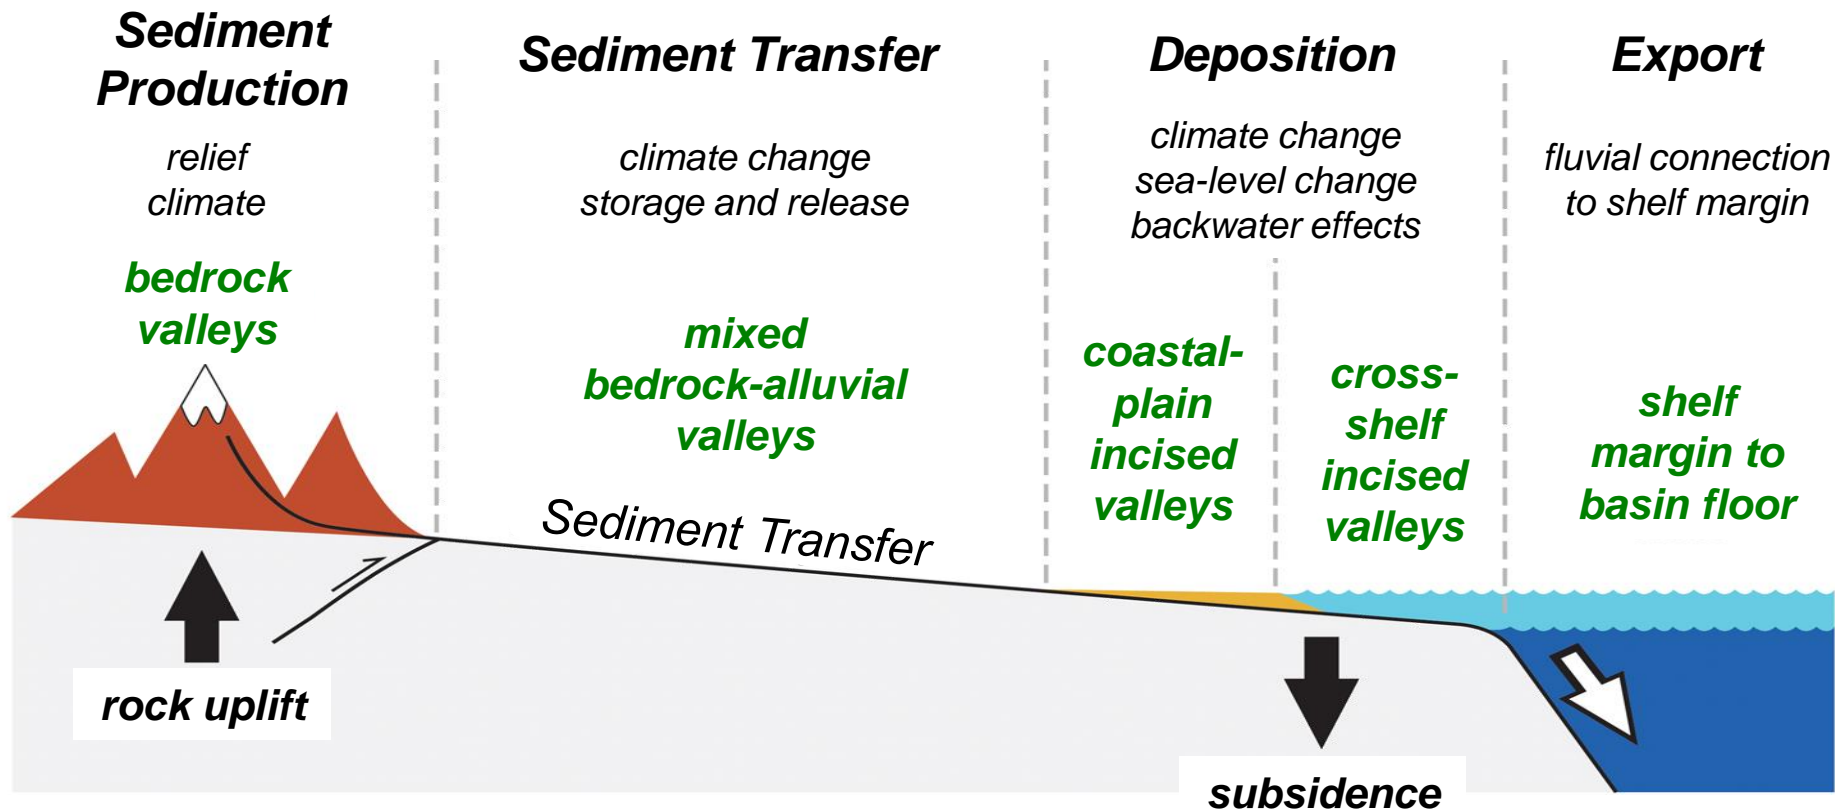 Sediment
Production
Sediment Transfer
Deposition
Export
relief
climate
climate change
storage and release
climate change
sea-level change
backwater effects
fluvial connection
to shelf margin
bedrock
valleys
mixed
bedrock-alluvial
valleys
coastal-
plain
incised
valleys
cross-
shelf
incised
valleys
shelf
margin to
basin floor
Sediment Transfer
rock uplift
subsidence